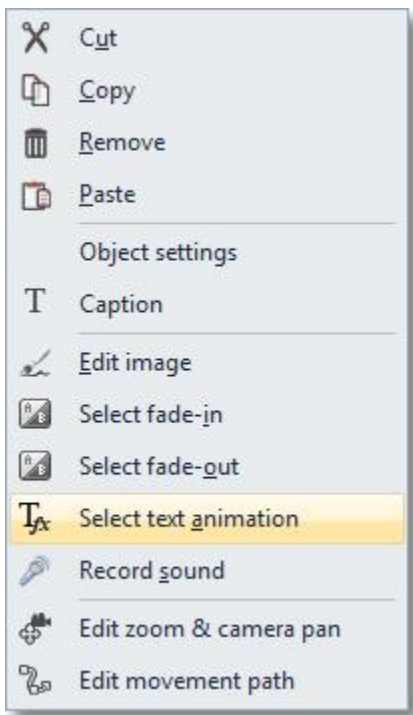 Cut
Copy
Remove
Paste
Object settings
T Caption
Edit image
Select fade-in
Select fade-out
Tfx Select text animation
Record sound
Edit zoom & camera pan
Edit movement path